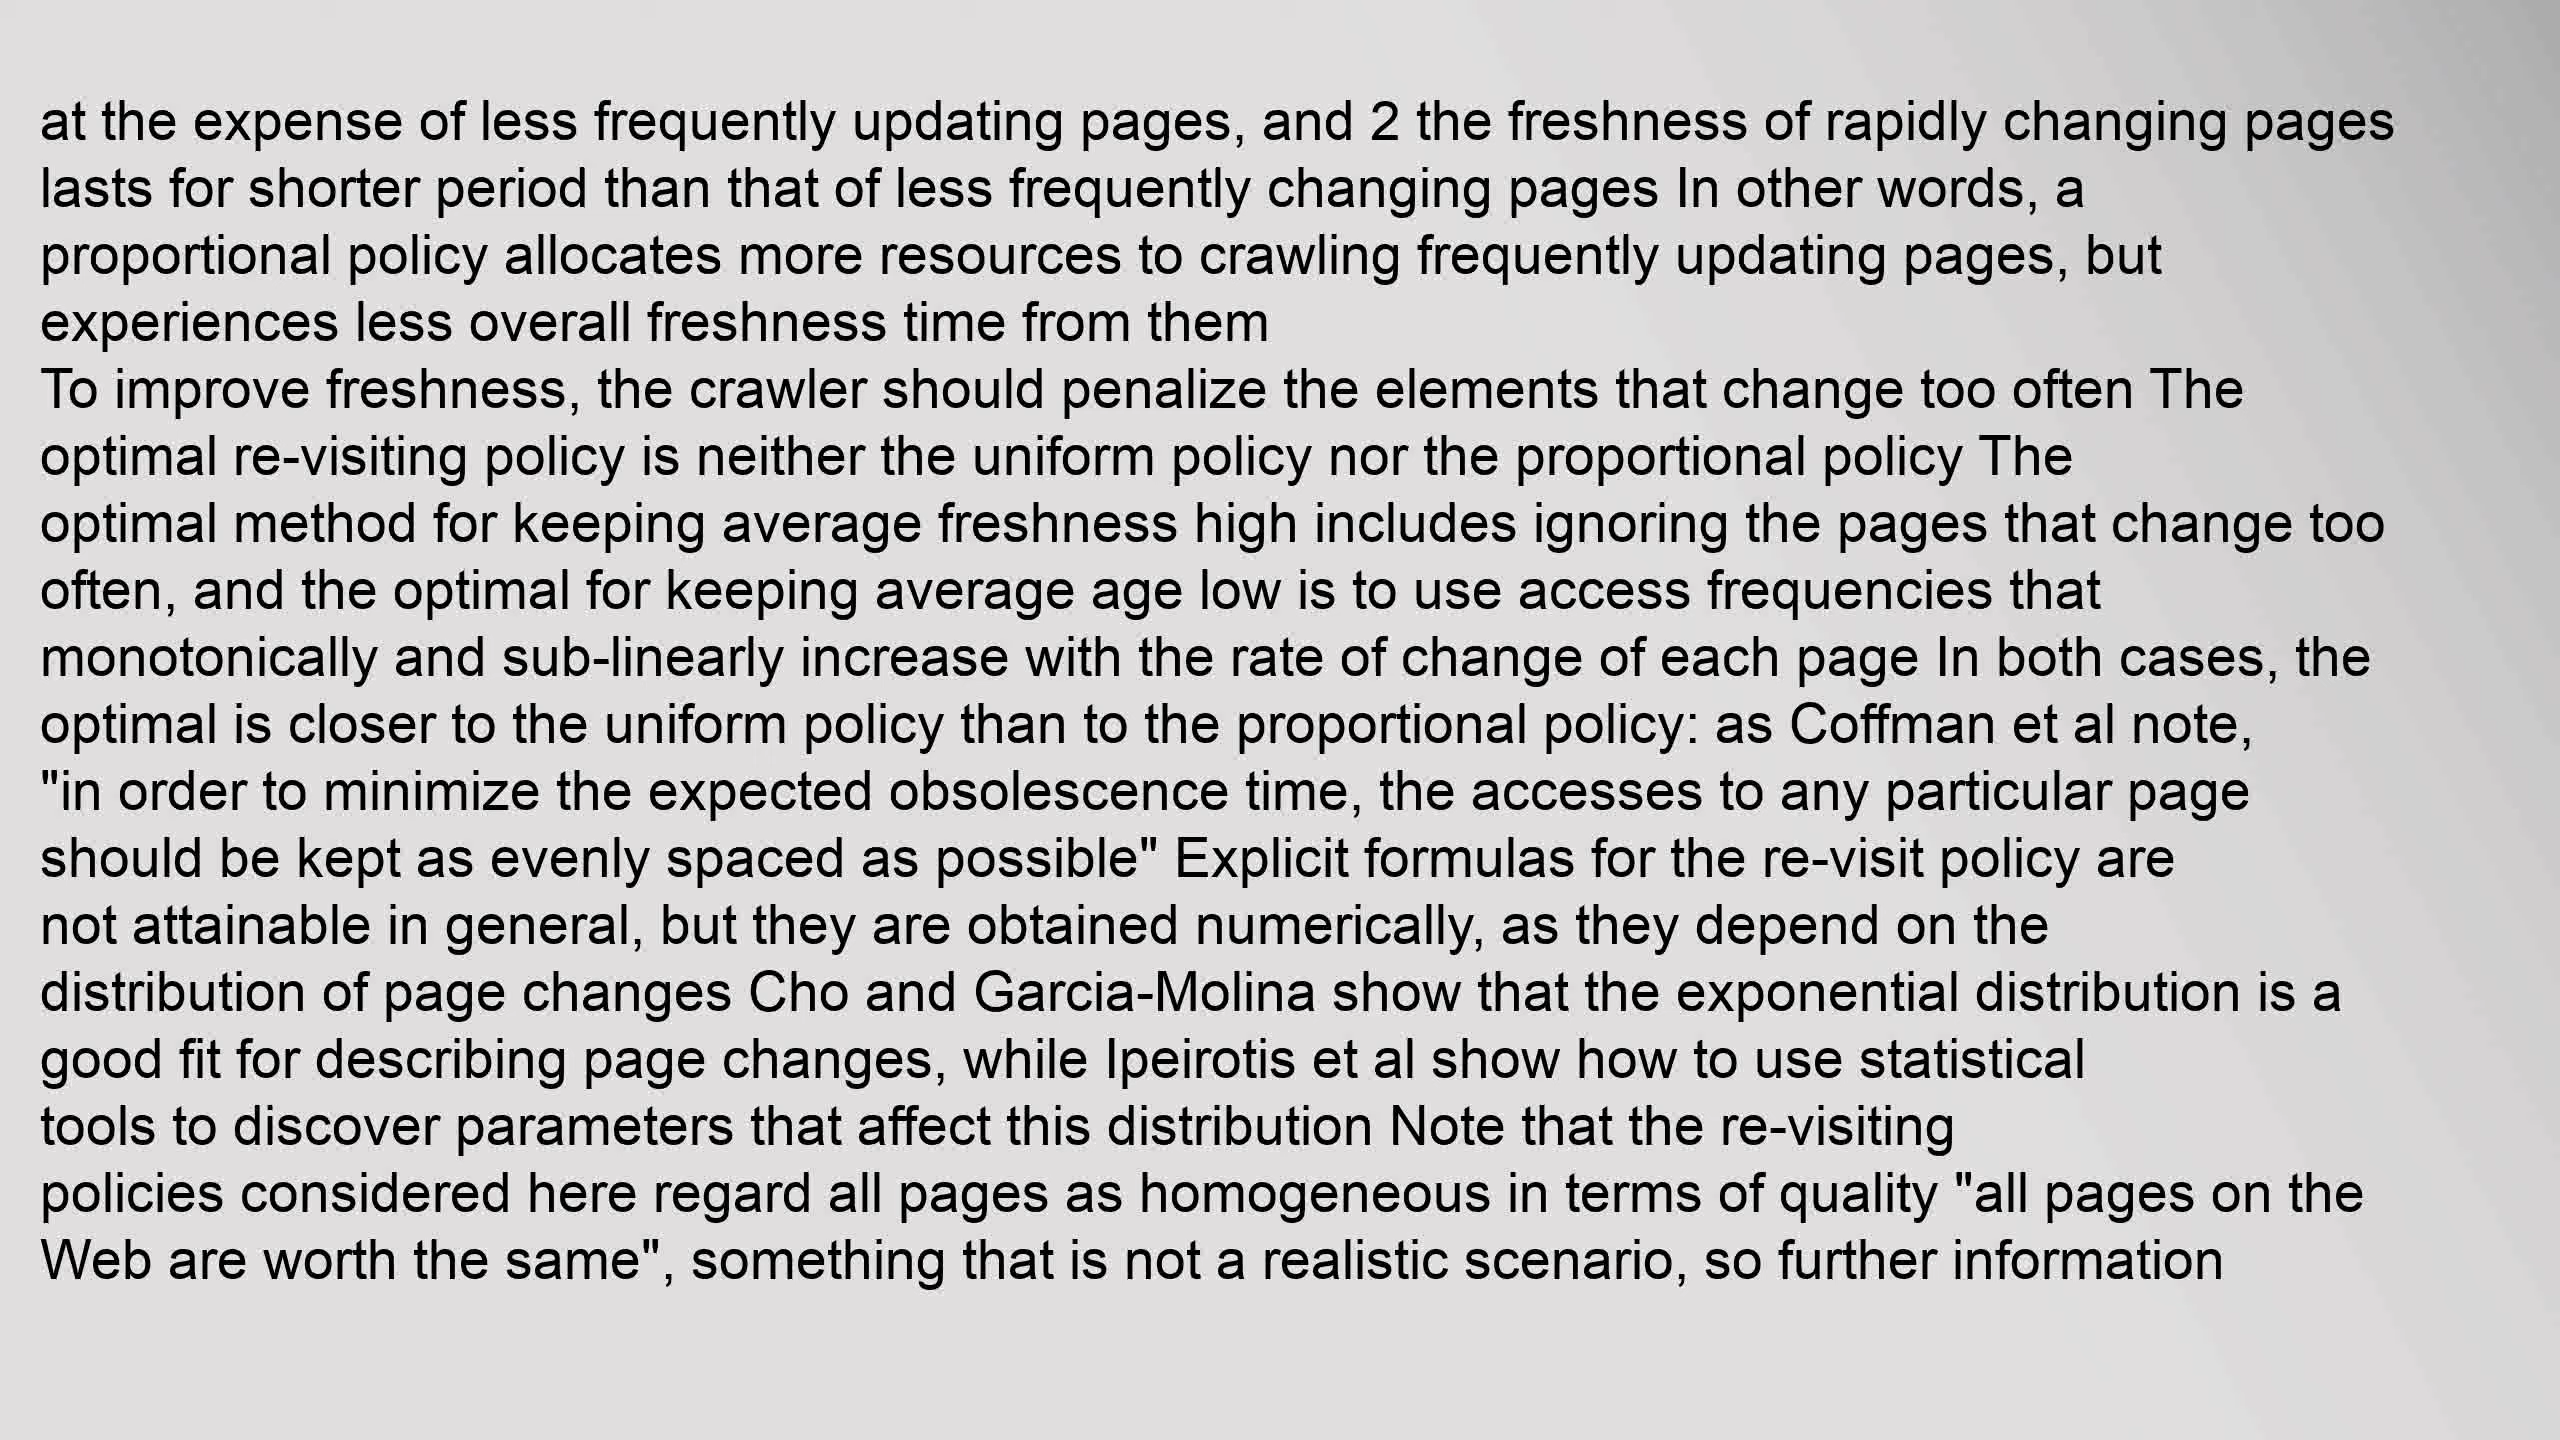 at the expense of less frequently updating pages, and 2 the freshness of rapidly changing pages
lasts for shorter period than that of less frequently changing pages In other words, a
proportional policy allocates more resources to crawling frequently updating pages, but
experiences less overall freshness time from them
To improve freshness, the crawler should penalize the elements that change too often The
optimal re-visiting policy is neither the uniform policy nor the proportional policy The
optimal method for keeping average freshness high includes ignoring the pages that change too
often, and the optimal for keeping average age low is to use access frequencies that
monotonically and sub-linearly increase with the rate of change of each page In both cases, the
optimal is closer to the uniform policy than to the proportional policy: as Coffman et al note,
"in order to minimize the expected obsolescence time, the accesses to any particular page
should be kept as evenly spaced as possible" Explicit formulas for the re-visit policy are
not attainable in general, but they are obtained numerically, as they depend on the
distribution of page changes Cho and Garcia-Molina show that the exponential distribution is a
good fit for describing page changes, while Ipeirotis et al show how to use statistical
tools to discover parameters that affect this distribution Note that the re-visiting
policies considered here regard all pages as homogeneous in terms of quality "all pages on the
Web are worth the same", something that is not a realistic scenario, so further information